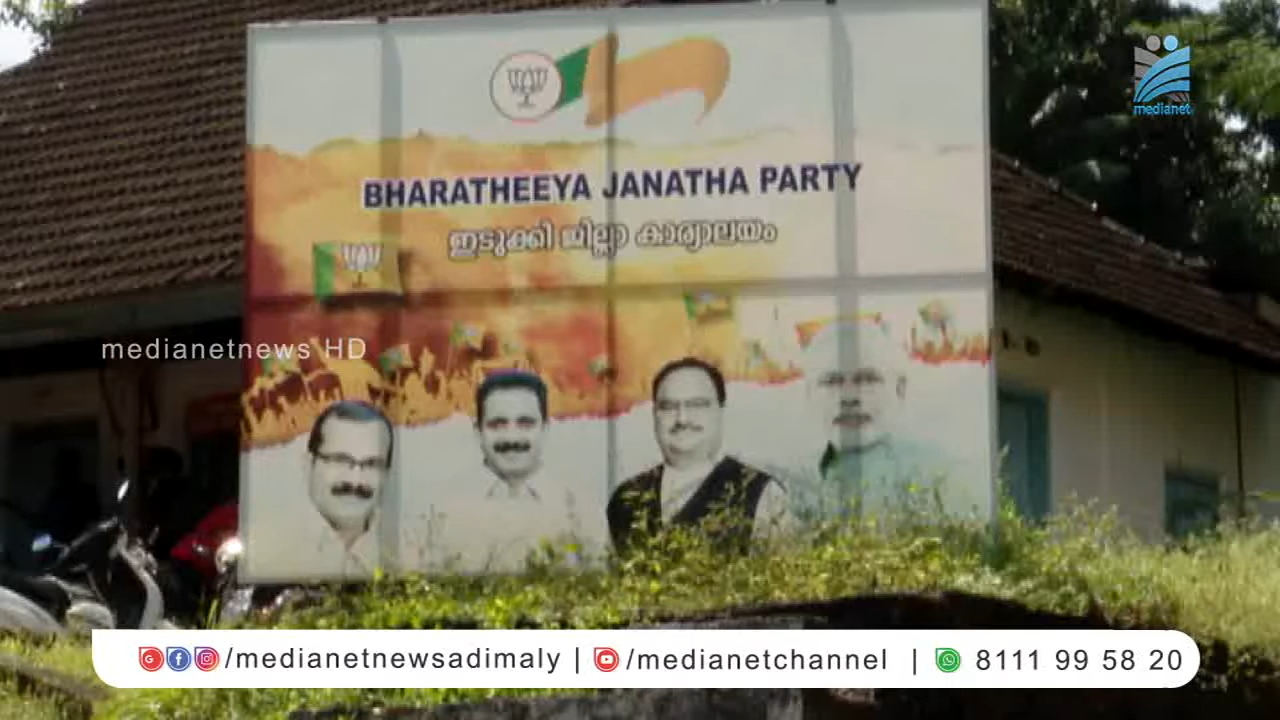 medianet
BHARATHEEYA JANATHA PARTY
ഇടുക്കി ജില്ലാ കാര്യാലയം
medianetnews HD
/medianetnewsadimaly | /medianetchannel | 8111 99 58 20